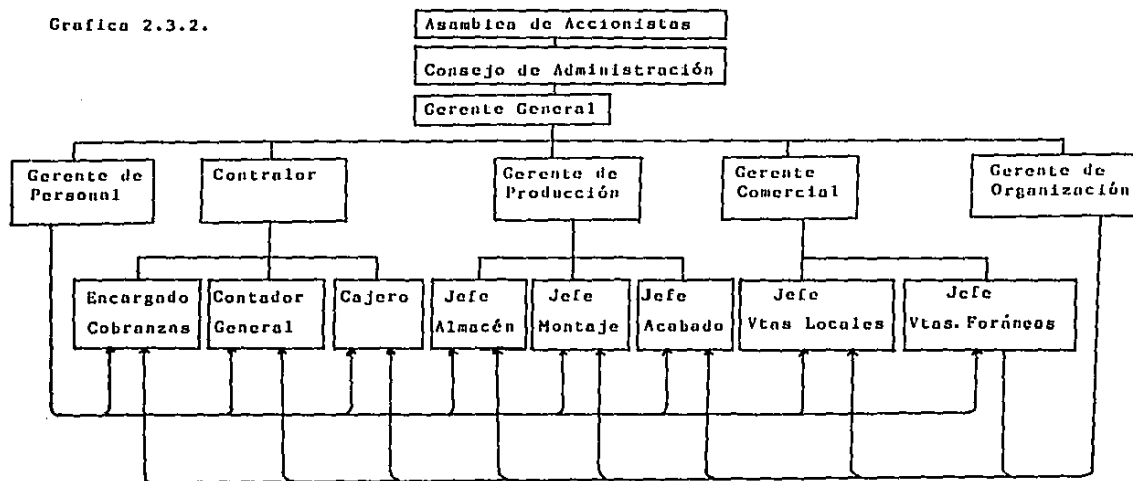 Grafica 2.3.2.
Asamblea de Accionistas
Consejo de Administración
Gerente General
Gerente de
Personal
Contralor
Gerente de
Producción
Gerente
Comercial
Gerente de
Organización
Encargado
Cobranzas
Contador
General
Cajero
Jefe
Almacén
Jefe
Montaje
Jefe
Acabado
Jefe
Vtas Locales
Jefe
Vtas. Foráneas